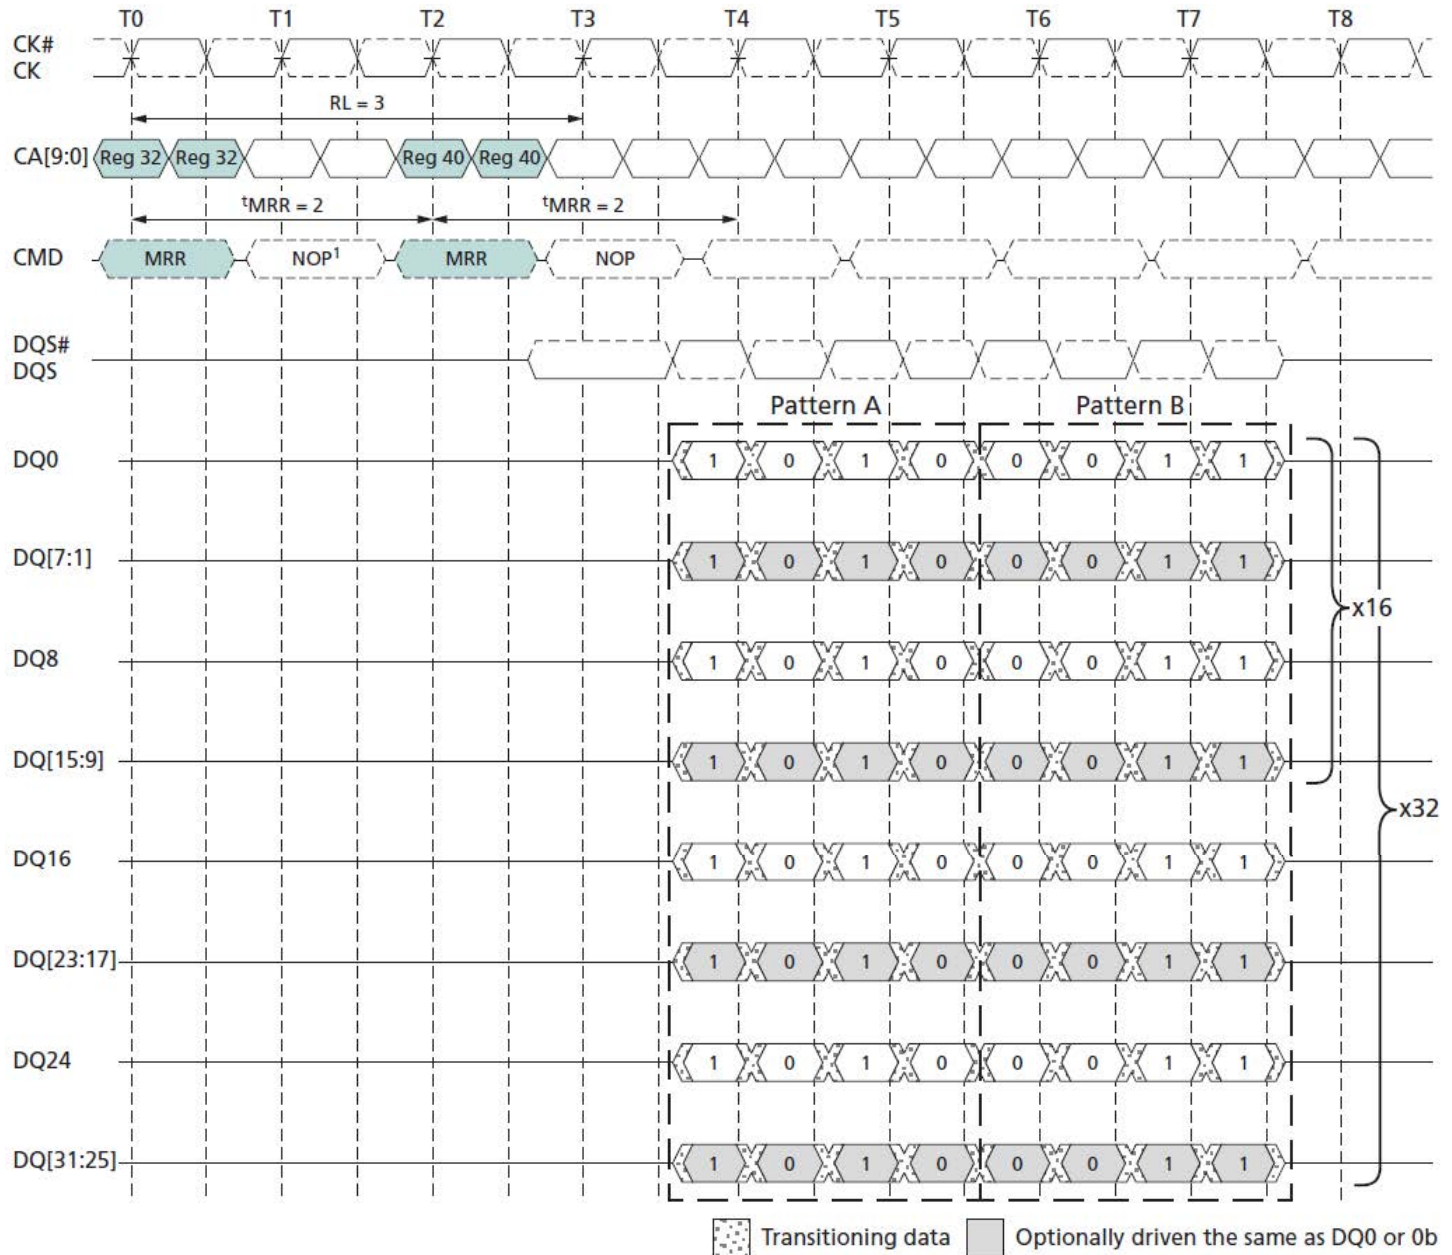 T0 T1 T2 T3 T4 T5 T6 T7 T8
CK#
CK
RL = 3
CA[9:0] Reg 32 Reg 32 Reg 40 Reg 40
tMRR = 2 tMRR = 2
CMD MRR NOP1 MRR NOP
DQS#
DQS
Pattern A Pattern B
DQ0 1 0 1 0 0 0 1 1
DQ[7:1] 1 0 1 0 0 0 1 1
x16
DQ8 1 0 1 0 0 0 1 1
DQ[15:9] 1 0 1 0 0 0 1 1
x32
DQ16 1 0 1 0 0 0 1 1
DQ[23:17] 1 0 1 0 0 0 1 1
DQ24 1 0 1 0 0 0 1 1
DQ[31:25] 1 0 1 0 0 0 1 1
Transitioning data Optionally driven the same as DQ0 or 0b